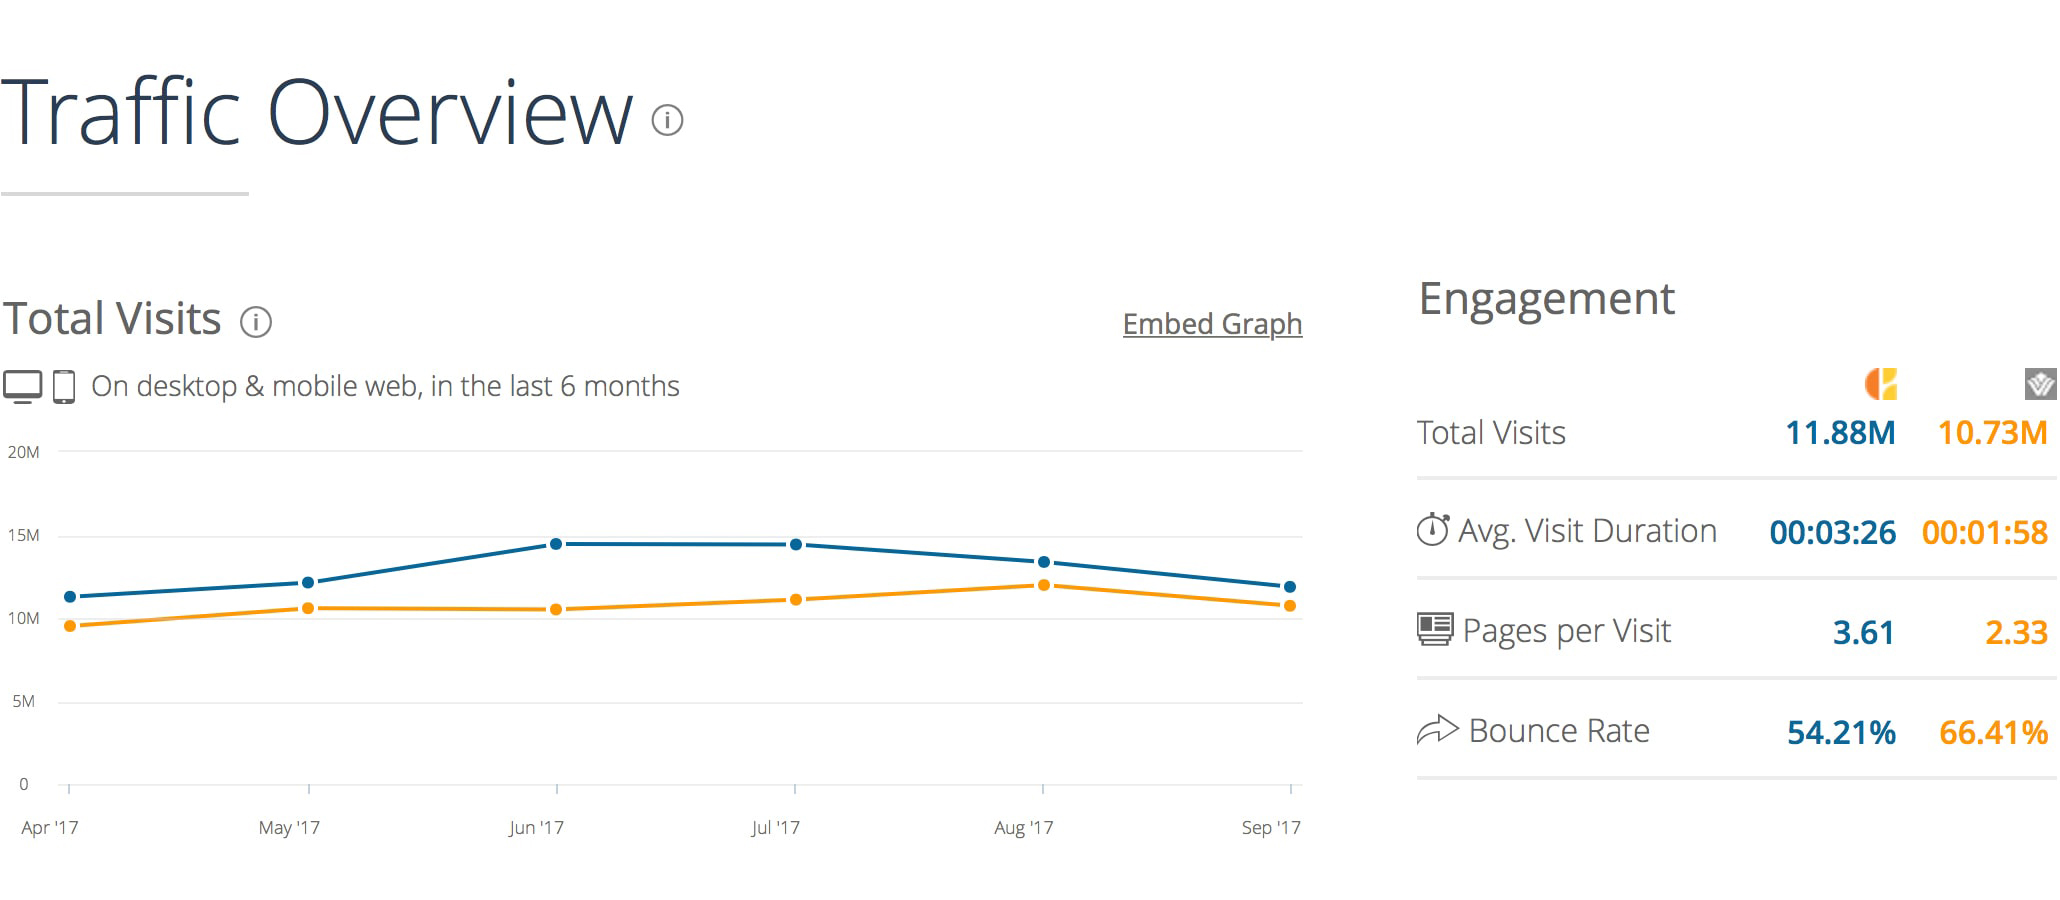 Traffic Overview
Total Visits
Embed Graph
On desktop & mobile web, in the last 6 months
20M
15M
10M
5M
0
Apr '17 May '17 Jun '17 Jul '17 Aug '17 Sep '17
Engagement
Total Visits 11.88M 10.73M
Avg. Visit Duration 00:03:26 00:01:58
Pages per Visit 3.61 2.33
Bounce Rate 54.21% 66.41%